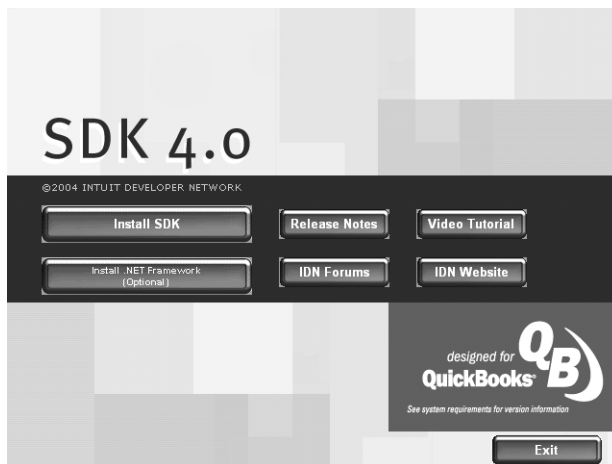 SDK 4.0
©2004 INTUIT DEVELOPER NETWORK
Install SDK
Release Notes
Video Tutorial
Install .NET Framework
(Optional)
IDN Forums
IDN Website
designed for
QuickBooks®
QB
See system requirements for version information
Exit